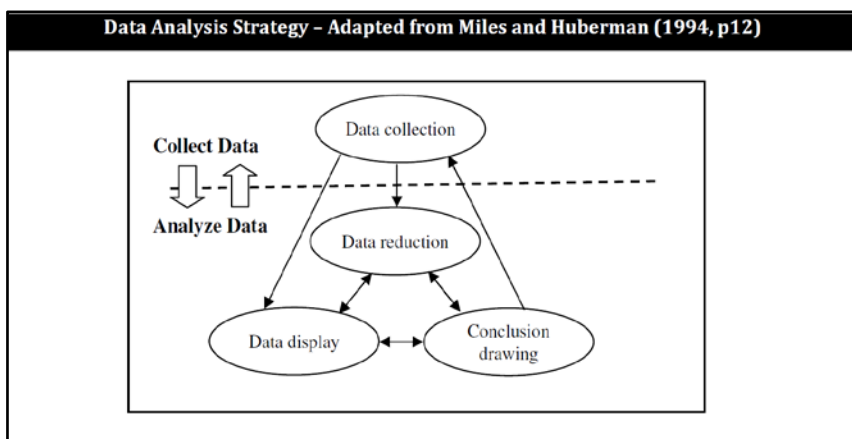 Data Analysis Strategy – Adapted from Miles and Huberman (1994, p12)
Data collection
Collect Data
Analyze Data
Data reduction
Data display
Conclusion
drawing